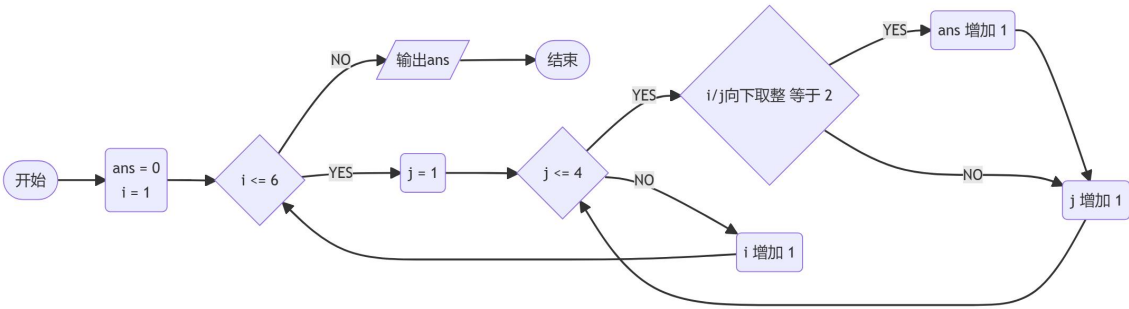 开始
ans = 0
i = 1
i <= 6
NO
输出ans
结束
YES
j = 1
j <= 4
YES
i/j向下取整 等于 2
YES
ans 增加 1
NO
j 增加 1
NO
i 增加 1